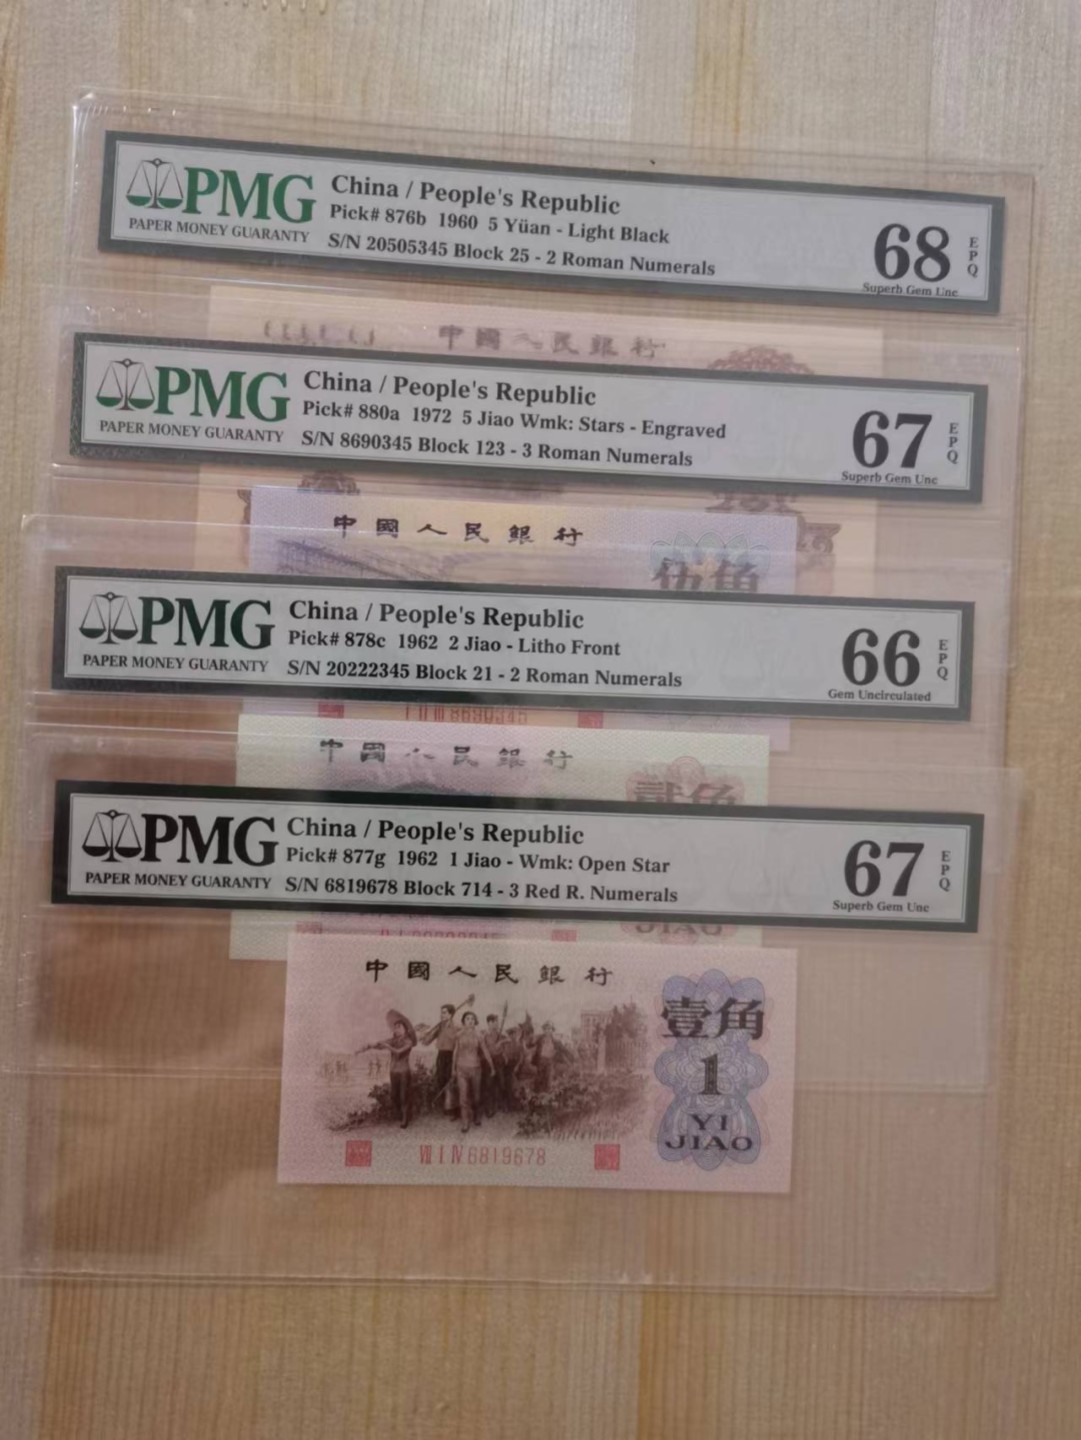 PMG
PAPER MONEY GUARANTY
China / People's Republic
Pick# 876b 1960 5 Yüan - Light Black
S/N 20505345 Block 25 - 2 Roman Numerals
68
EPQ
Superb Gem Unc
中國人民銀行
PMG
PAPER MONEY GUARANTY
China / People's Republic
Pick# 880a 1972 5 Jiao Wmk: Stars - Engraved
S/N 8690345 Block 123 - 3 Roman Numerals
67
EPQ
Superb Gem Unc
中國人民銀行
伍角
PMG
PAPER MONEY GUARANTY
China / People's Republic
Pick# 878c 1962 2 Jiao - Litho Front
S/N 20222345 Block 21 - 2 Roman Numerals
66
EPQ
Gem Uncirculated
I II III 8690345
中國人民銀行
貳角
PMG
PAPER MONEY GUARANTY
China / People's Republic
Pick# 877g 1962 1 Jiao - Wmk: Open Star
S/N 6819678 Block 714 - 3 Red R. Numerals
67
EPQ
Superb Gem Unc
JIAO
中國人民銀行
壹角
1
YI
JIAO
VII I IV 6819678